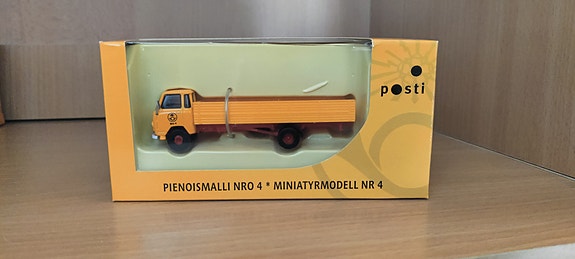 posti
PIENOISMALLI NRO 4 * MINIATYRMODELL NR 4